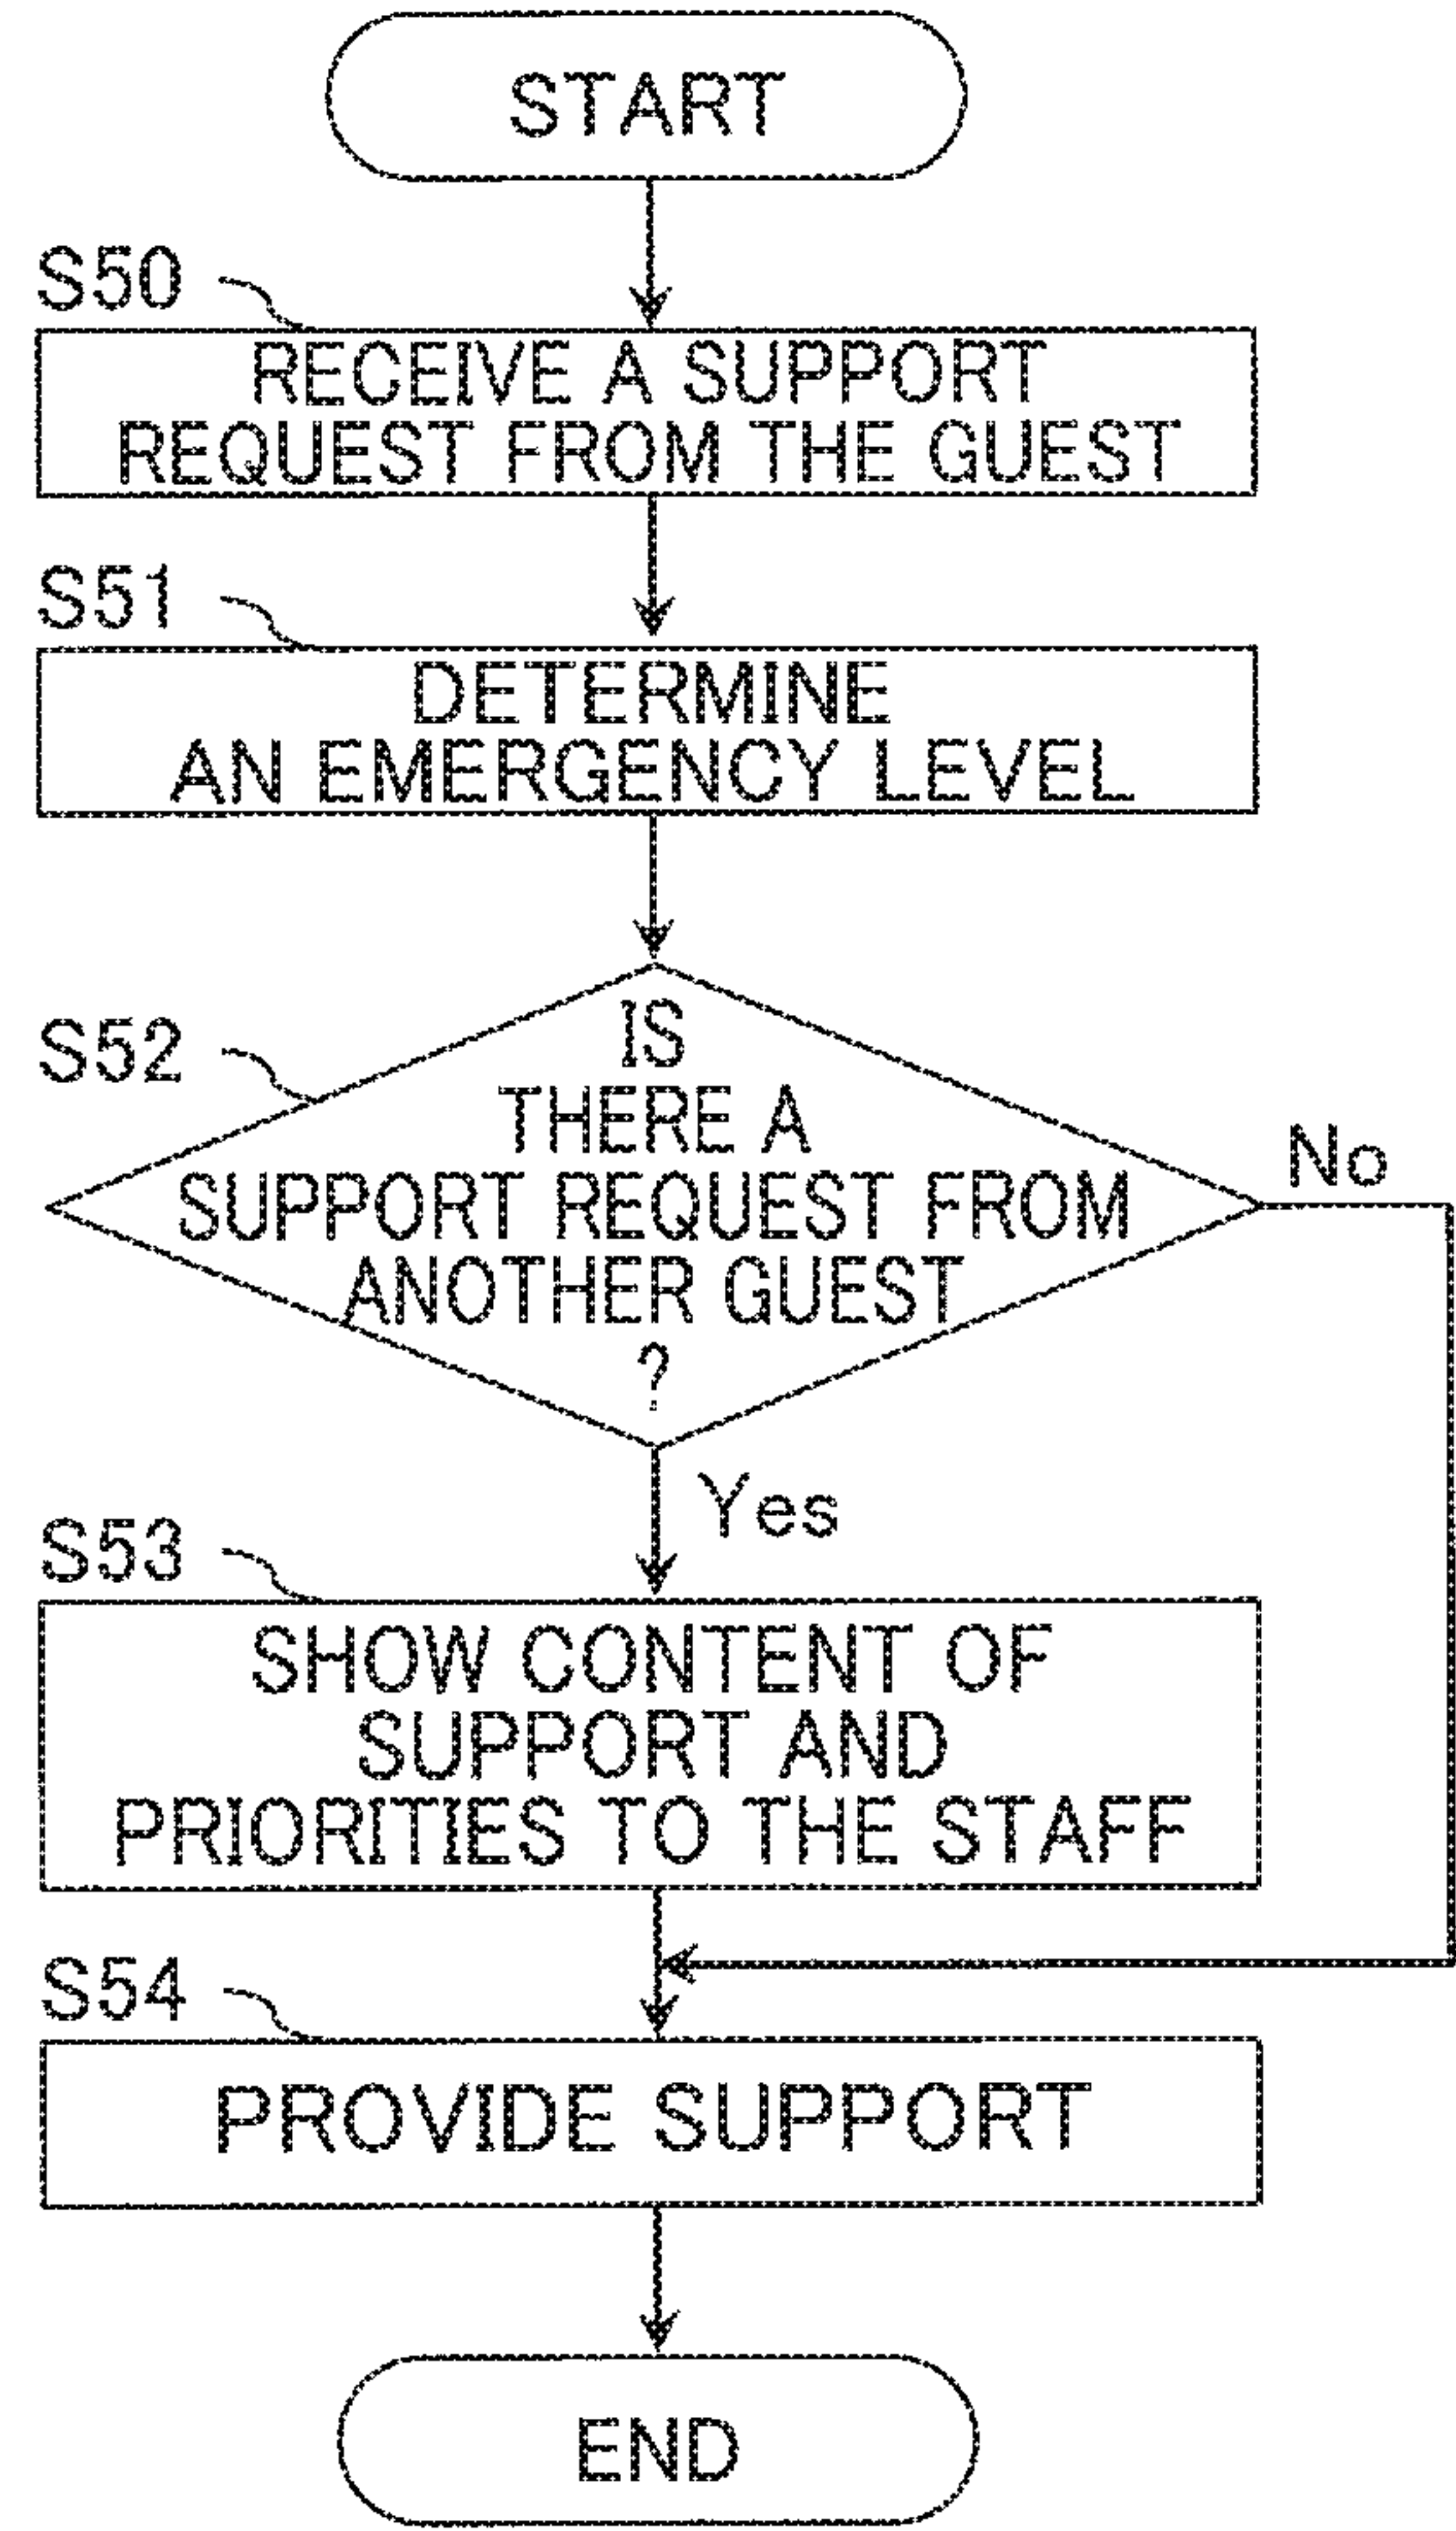 START
S50
RECEIVE A SUPPORT
REQUEST FROM THE GUEST
S51
DETERMINE
AN EMERGENCY LEVEL
S52
IS
THERE A
SUPPORT REQUEST FROM
ANOTHER GUEST
?
No
Yes
S53
SHOW CONTENT OF
SUPPORT AND
PRIORITIES TO THE STAFF
S54
PROVIDE SUPPORT
END